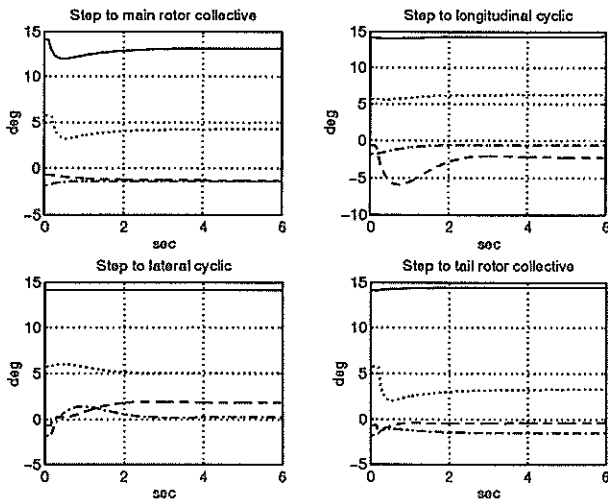 Step to main rotor collective
15
10
5
0
-5
deg
0 2 4 6
sec
Step to longitudinal cyclic
15
10
5
0
-5
-10
deg
0 2 4 6
sec
Step to lateral cyclic
15
10
5
0
-5
deg
0 2 4 6
sec
Step to tail rotor collective
15
10
5
0
-5
deg
0 2 4 6
sec